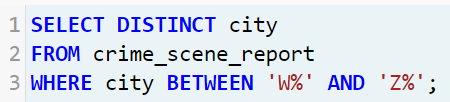 1 SELECT DISTINCT city
2 FROM crime_scene_report
3 WHERE city BETWEEN 'W%' AND 'Z%';